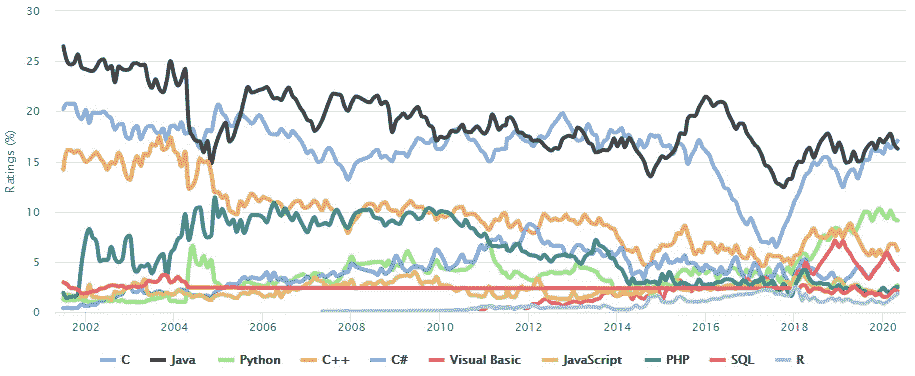 30
25
20
15
10
5
0
Ratings (%)
2002 2004 2006 2008 2010 2012 2014 2016 2018 2020
C Java Python C++ C# Visual Basic JavaScript PHP SQL R